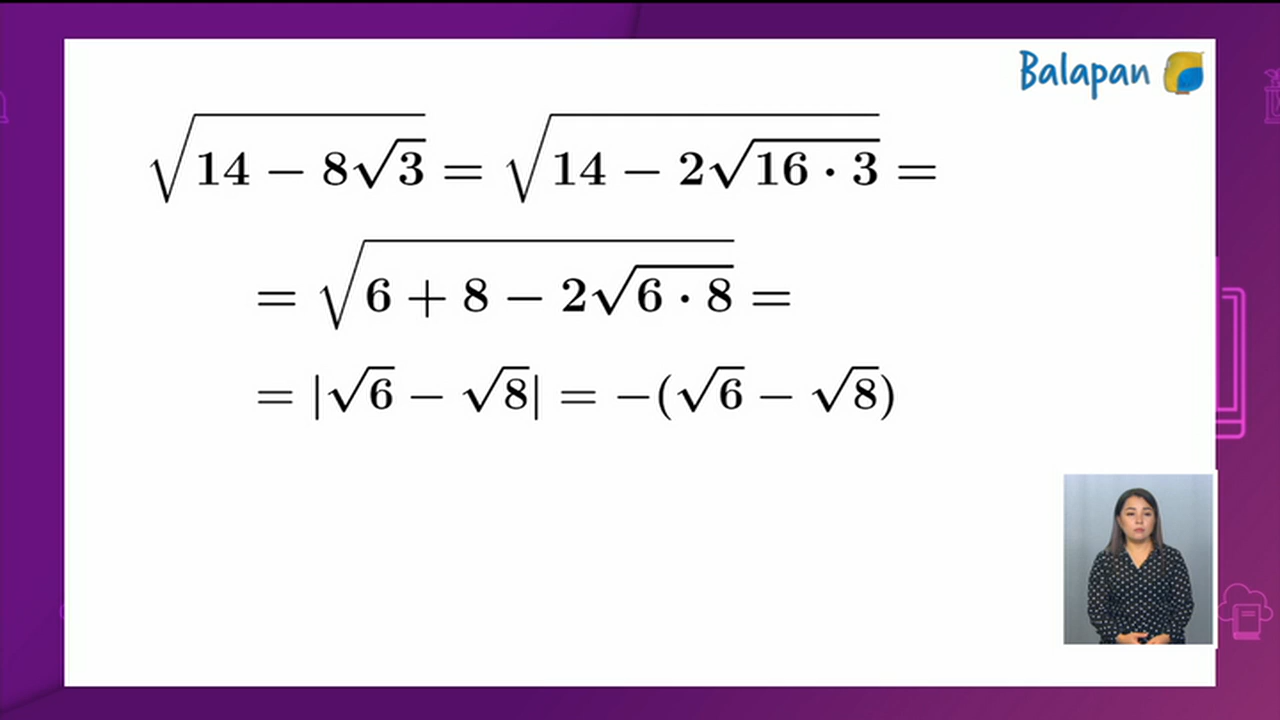 Balapan
√(14 − 8√3) = √(14 − 2√(16 · 3)) =
= √(6 + 8 − 2√(6 · 8)) =
= |√6 − √8| = −(√6 − √8)